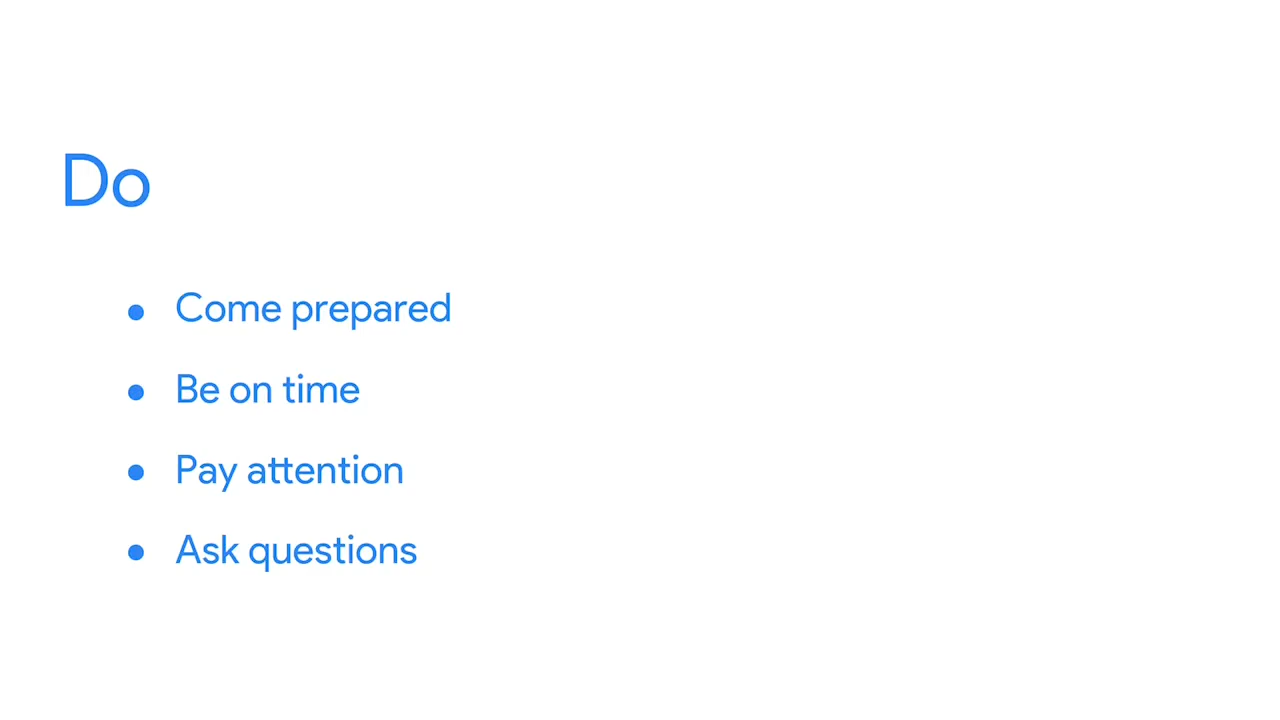 Do
● Come prepared
● Be on time
● Pay attention
● Ask questions